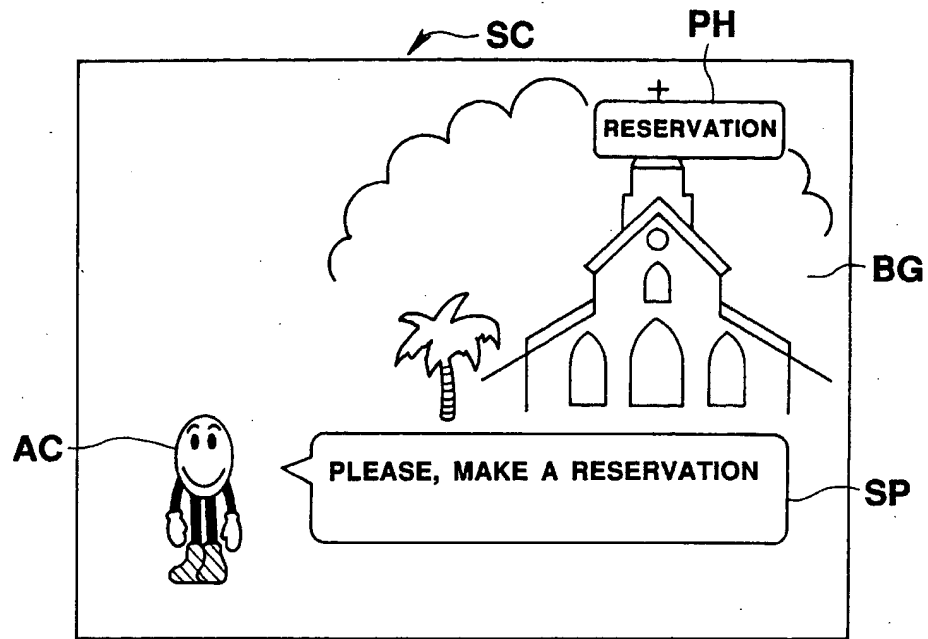 SC
PH
RESERVATION
BG
AC
PLEASE, MAKE A RESERVATION
SP